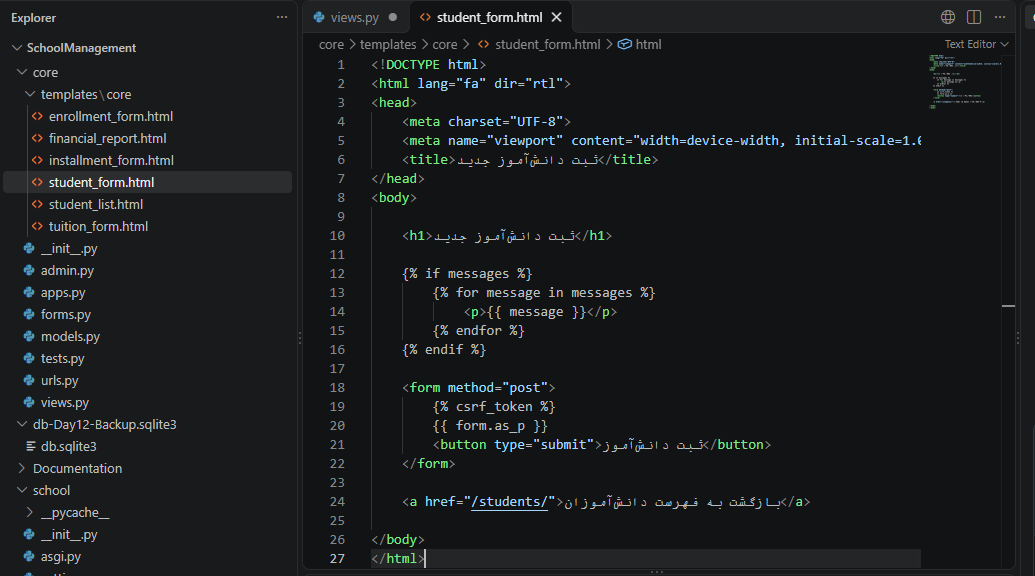 Explorer
SchoolManagement
core
templates\core
enrollment_form.html
financial_report.html
installment_form.html
student_form.html
student_list.html
tuition_form.html
__init__.py
admin.py
apps.py
forms.py
models.py
tests.py
urls.py
views.py
db-Day12-Backup.sqlite3
db.sqlite3
Documentation
school
__pycache__
__init__.py
asgi.py
views.py
student_form.html
core > templates > core > student_form.html > html
Text Editor
1 <!DOCTYPE html>
2 <html lang="fa" dir="rtl">
3 <head>
4 <meta charset="UTF-8">
5 <meta name="viewport" content="width=device-width, initial-scale=1.0
6 <title>ثبت دانش‌آموز جدید</title>
7 </head>
8 <body>
9
10 <h1>ثبت دانش‌آموز جدید</h1>
11
12 {% if messages %}
13 {% for message in messages %}
14 <p>{{ message }}</p>
15 {% endfor %}
16 {% endif %}
17
18 <form method="post">
19 {% csrf_token %}
20 {{ form.as_p }}
21 <button type="submit">ثبت دانش‌آموز</button>
22 </form>
23
24 <a href="/students/">بازگشت به فهرست دانش‌آموزان</a>
25
26 </body>
27 </html>